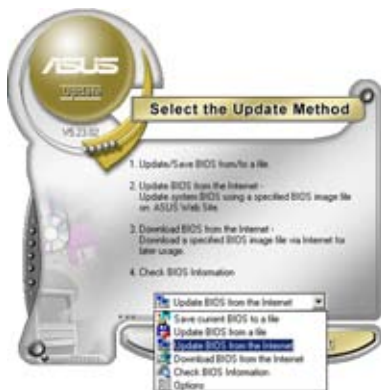 ASUS
Update
V5.23.02
Select the Update Method
1. Update/Save BIOS from/to a file.
2. Update BIOS from the Internet -
Update system BIOS using a specified BIOS image file
on ASUS Web Site.
3. Download BIOS from the Internet -
Download a specified BIOS image file via Internet for
later usage.
4. Check BIOS Information
Update BIOS from the Internet
Save current BIOS to a file
Update BIOS from a file
Update BIOS from the Internet
Download BIOS from the Internet
Check BIOS Information
Options